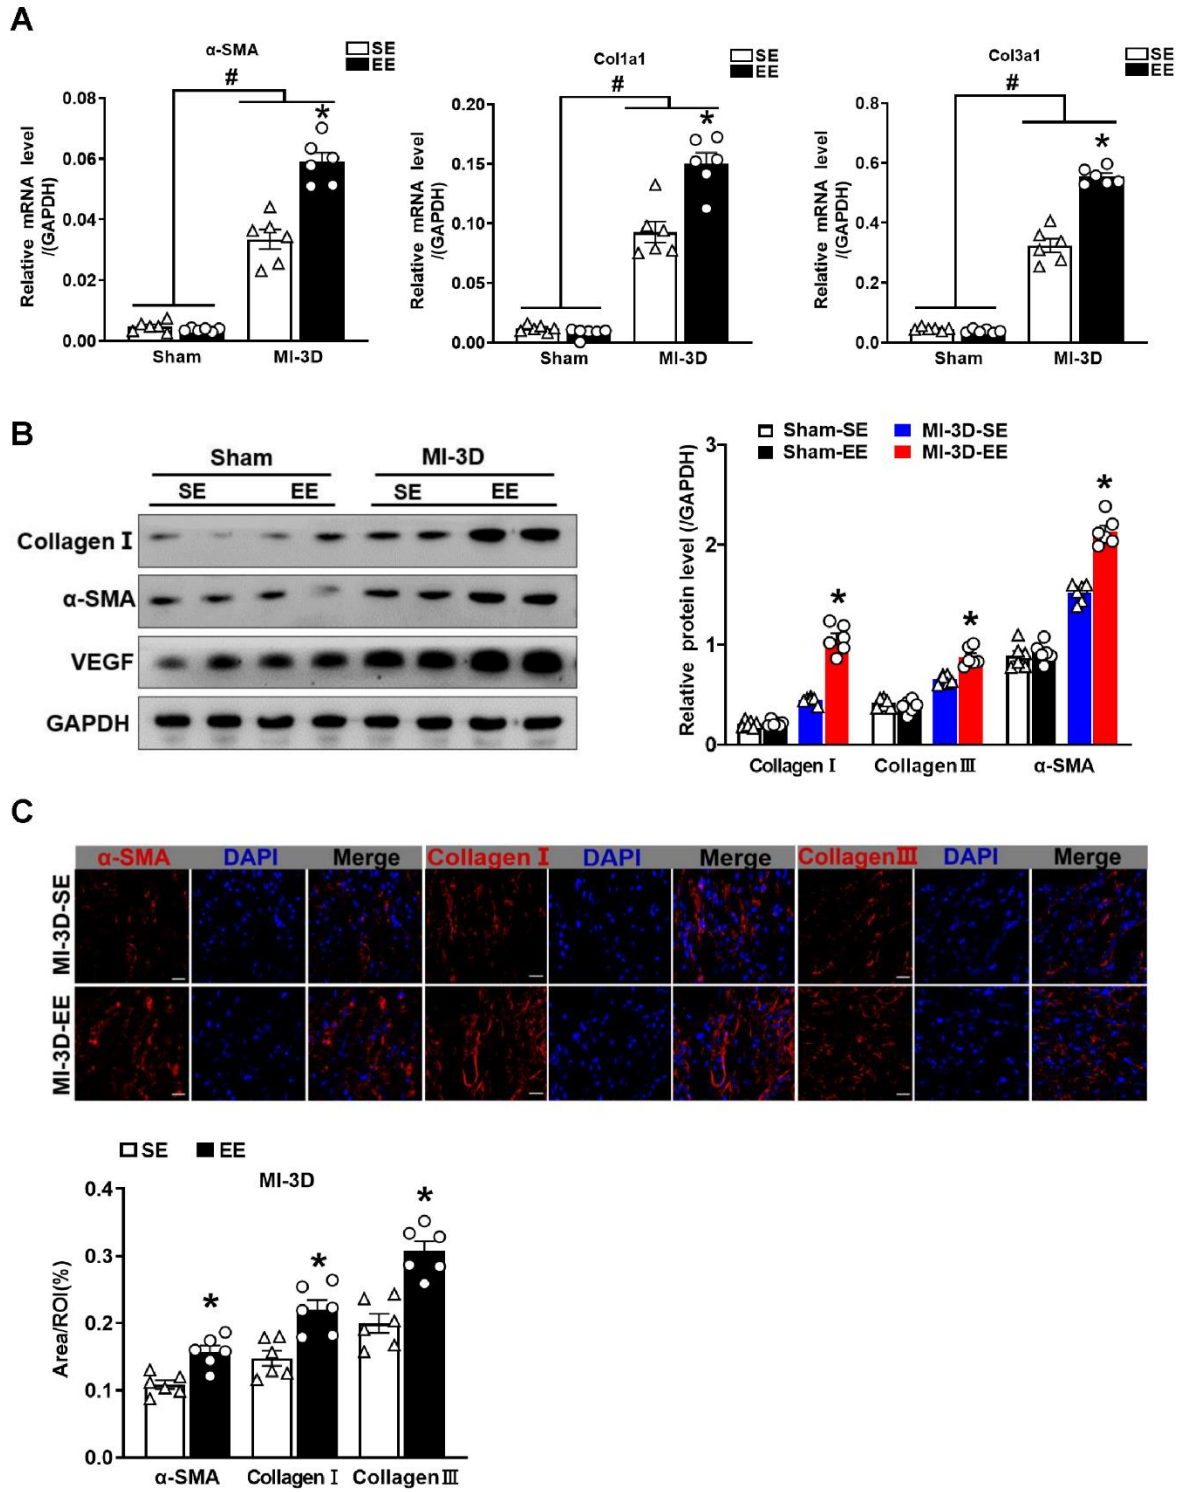 A
α-SMA
SE
EE
#
*
Relative mRNA level
/(GAPDH)
0.08
0.06
0.04
0.02
0.00
Sham
MI-3D
Col1a1
SE
EE
#
*
Relative mRNA level
/(GAPDH)
0.20
0.15
0.10
0.05
0.00
Sham
MI-3D
Col3a1
SE
EE
#
*
Relative mRNA level
/(GAPDH)
0.8
0.6
0.4
0.2
0.0
Sham
MI-3D
B
Sham
MI-3D
SE
EE
SE
EE
Collagen Ⅰ
α-SMA
VEGF
GAPDH
Sham-SE
MI-3D-SE
Sham-EE
MI-3D-EE
Relative protein level (/GAPDH)
3
2
1
0
*
*
*
Collagen Ⅰ
Collagen Ⅲ
α-SMA
C
α-SMA
DAPI
Merge
Collagen Ⅰ
DAPI
Merge
Collagen Ⅲ
DAPI
Merge
MI-3D-SE
MI-3D-EE
SE
EE
MI-3D
Area/ROI(%)
0.4
0.3
0.2
0.1
0.0
*
*
*
α-SMA
Collagen Ⅰ
Collagen Ⅲ